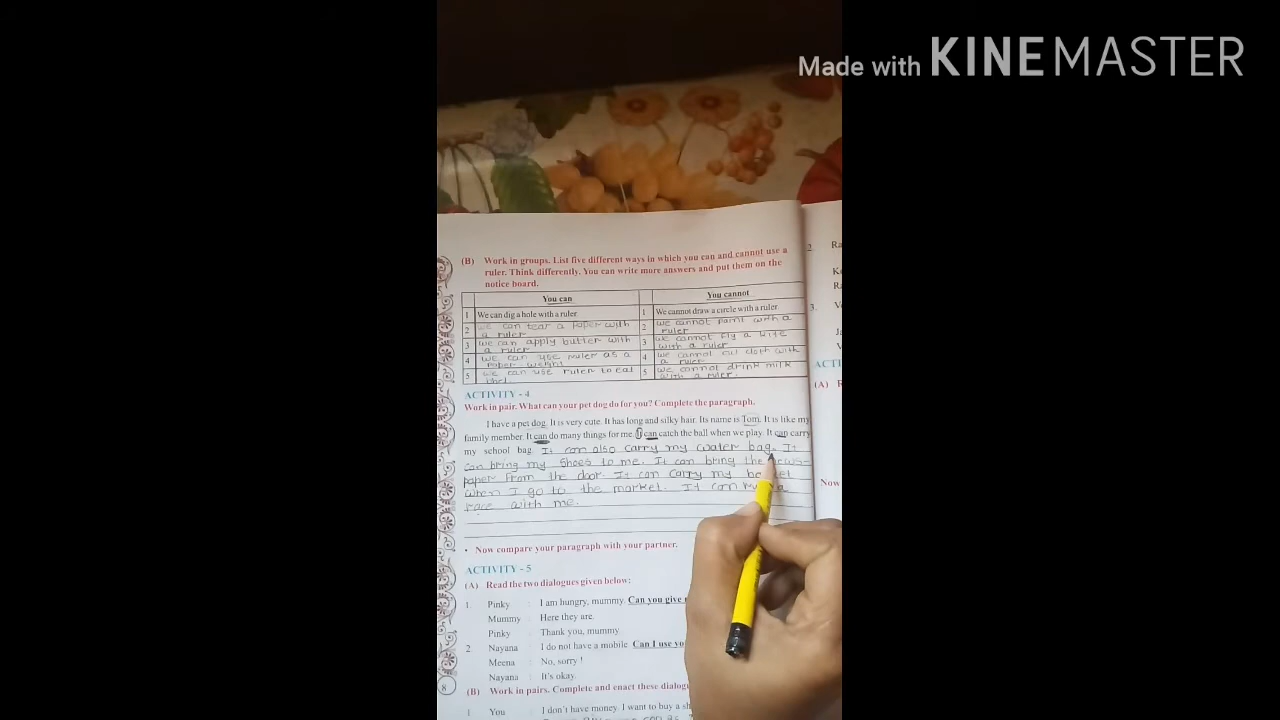 Made with KINEMASTER
(B) Work in groups. List five different ways in which you can and cannot use a
ruler. Think differently. You can write more answers and put them on the
notice board.
You can You cannot
1 We can dig a hole with a ruler. 1 We cannot draw a circle with a ruler
2 we can tear a paper with a ruler 2 we cannot paint with a ruler
3 we can apply butter with a ruler 3 we cannot fly a kite with a ruler
4 we can use ruler as a paper weight 4 we cannot cut cloth with a ruler
5 we can use ruler to eat 5 we cannot drink milk with a ruler.
ACTIVITY - 4
Work in pair. What can your pet dog do for you? Complete the paragraph.
I have a pet dog. It is very cute. It has long and silky hair. Its name is Tom. It is like my
family member. It can do many things for me. It can catch the ball when we play. It can carry
my school bag. It can also carry my water bag. It
can bring my shoes to me. It can bring the news-
paper from the door. It can carry my
when I go to the market. It can a
race with me.
• Now compare your paragraph with your partner.
ACTIVITY - 5
(A) Read the two dialogues given below:
1. Pinky : I am hungry, mummy. Can you give
Mummy : Here they are.
Pinky : Thank you, mummy
2 Nayana : I do not have a mobile Can I use
Meena : No, sorry !
Nayana : It's okay.
(B) Work in pairs. Complete and enact these
1 You : I don't have money. I want to buy a
8
2 Ra
3.
ACTI
(A)
Now